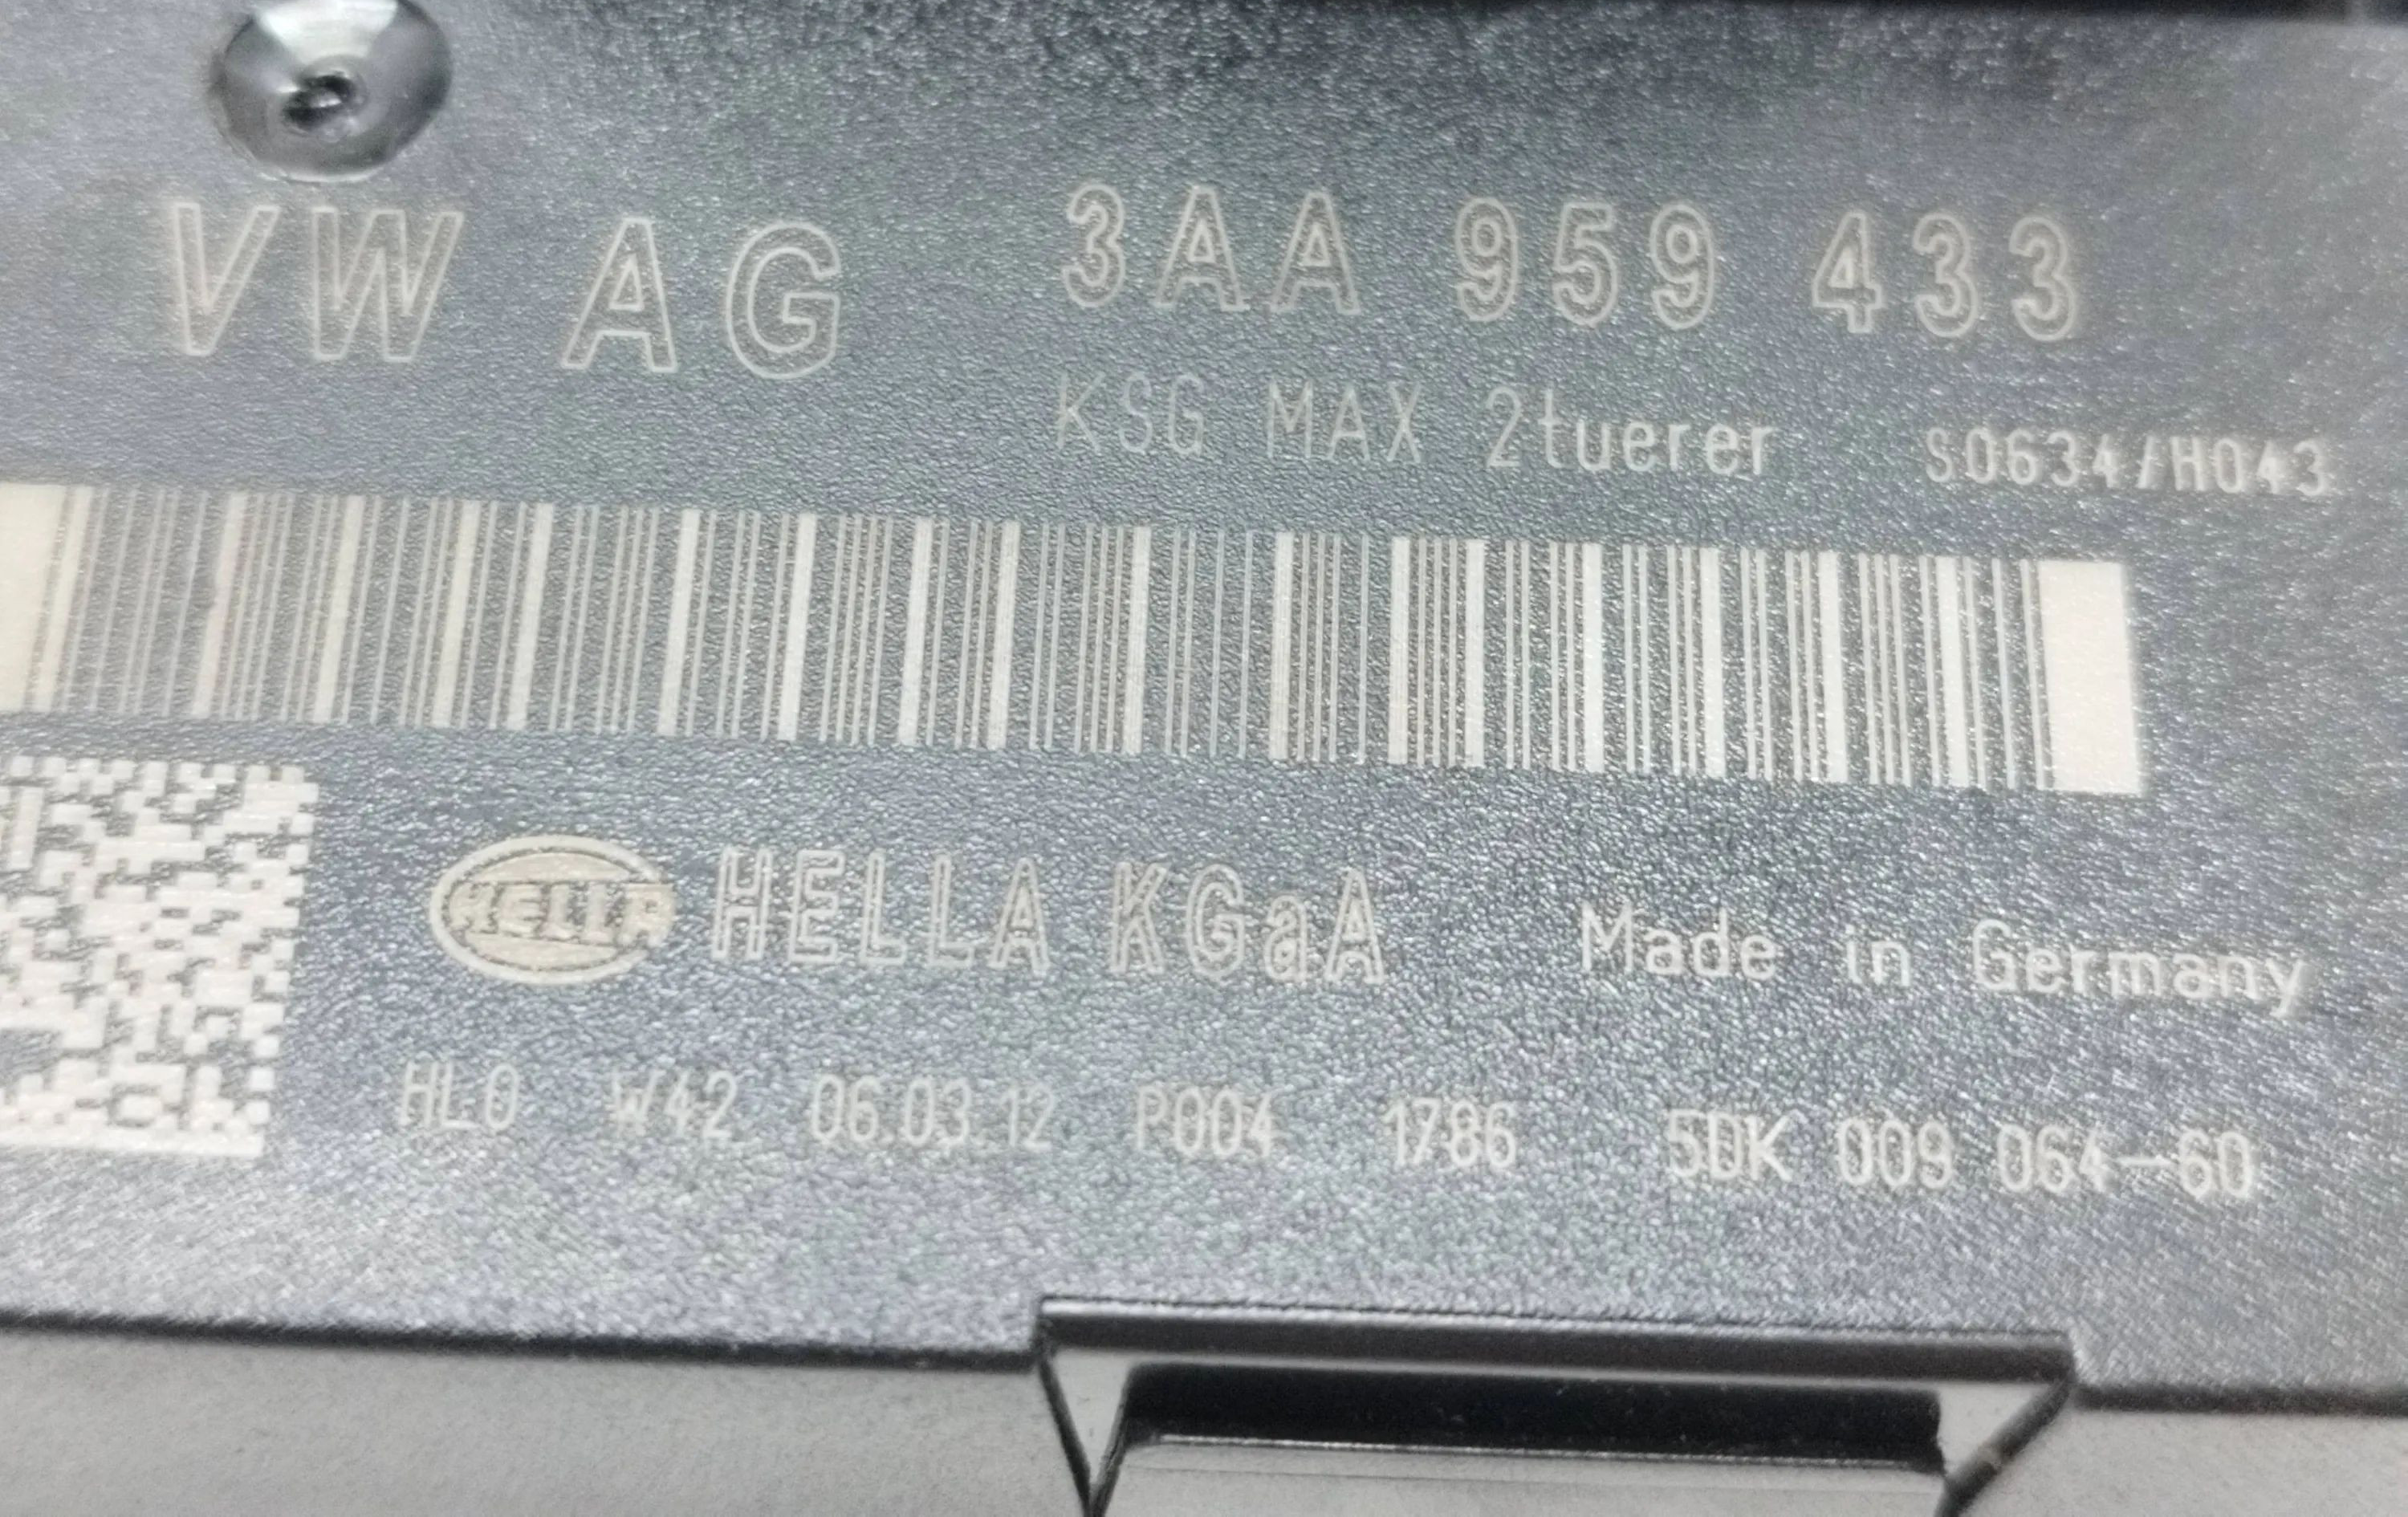 VW AG 3AA 959 433
KSG MAX 2tuerer S0634/H043
HELLA HELLA KGaA Made in Germany
HLO W42 06.03.12 P004 1786 5DK 009 064-60